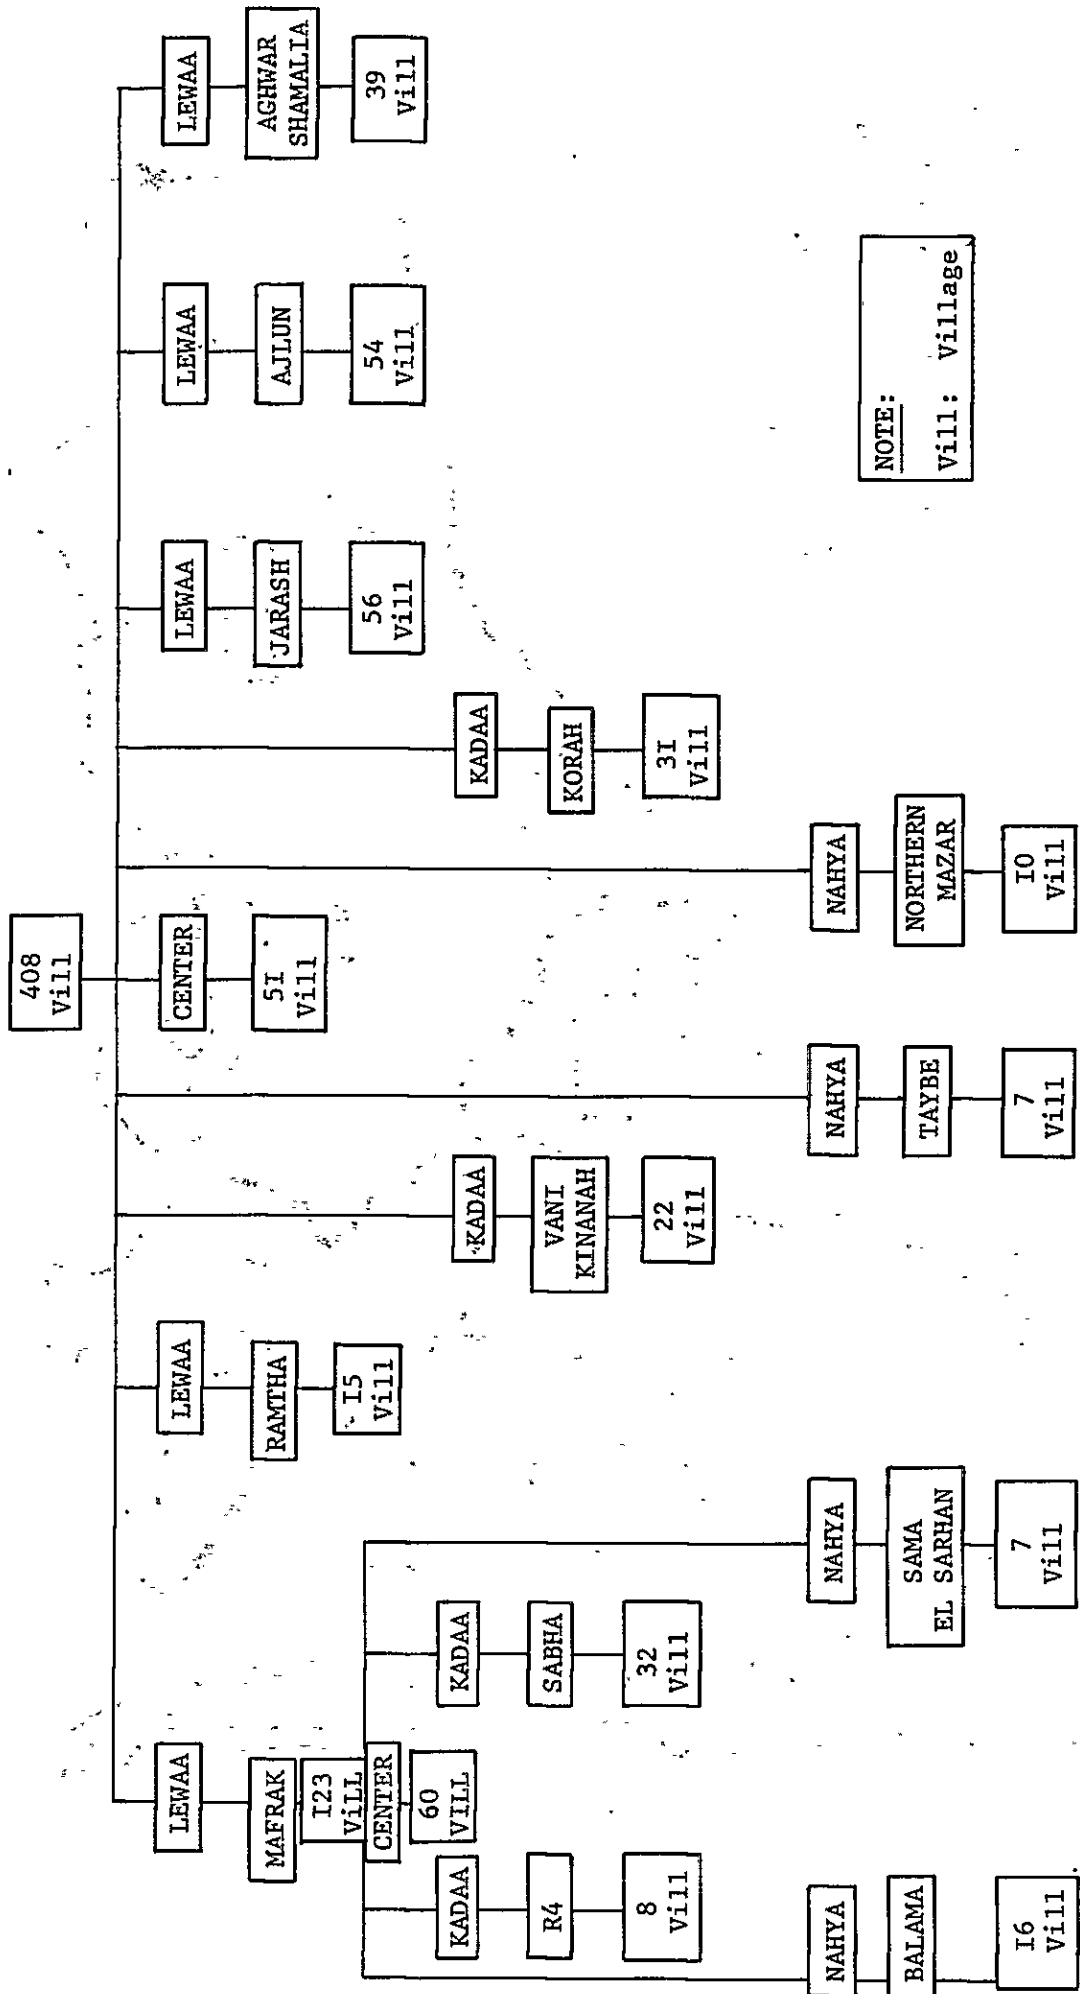 408
Vill
LEWAA
MAFRAK
I23
ViLL
CENTER
60
VILL
NAHYA
BALAMA
I6
Vill
KADAA
R4
8
Vill
KADAA
SABHA
32
Vill
NAHYA
SAMA
EL SARHAN
7
Vill
LEWAA
RAMTHA
I5
Vill
KADAA
VANI
KINANAH
22
Vill
NAHYA
TAYBE
7
Vill
CENTER
5I
Vill
NAHYA
NORTHERN
MAZAR
IO
Vill
KADAA
KORAH
3I
Vill
LEWAA
JARASH
56
Vill
LEWAA
AJLUN
54
Vill
LEWAA
AGHWAR
SHAMALIA
39
Vill
NOTE:
Vill: Village